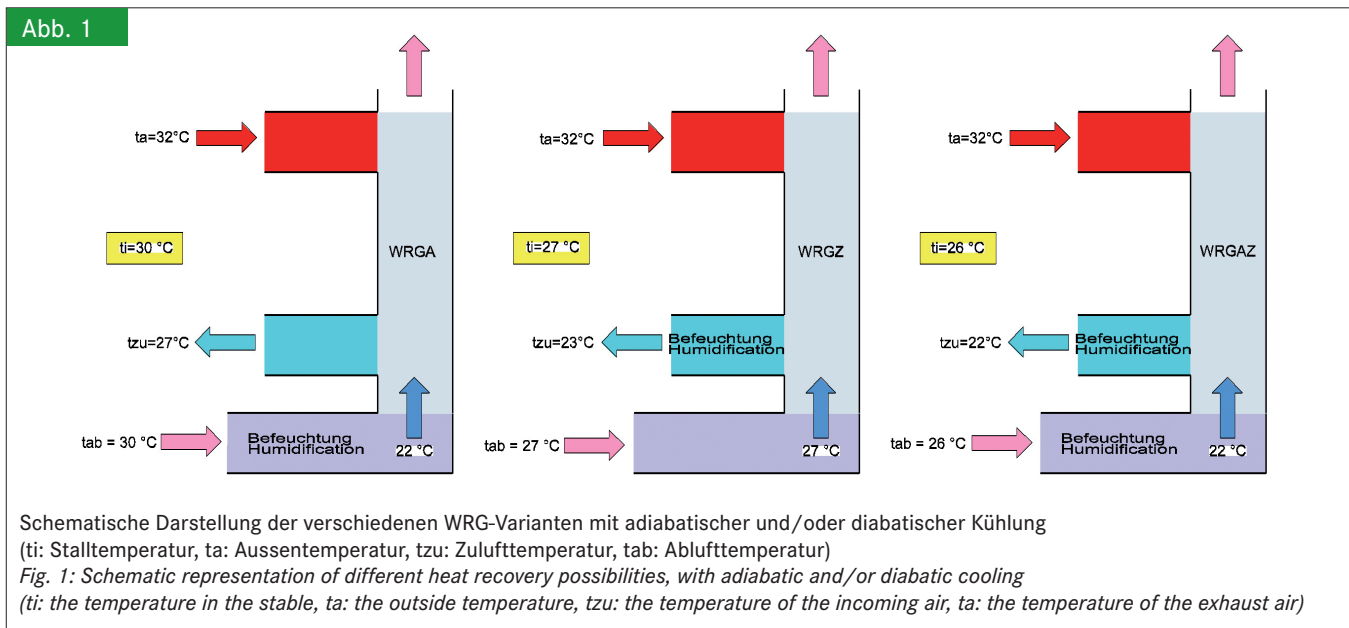 Abb. 1
ta=32°C
ti=30 °C
WRGA
tzu=27°C
tab = 30 °C
Befeuchtung
Humidification
22 °C
ta=32°C
ti=27 °C
WRGZ
tzu=23°C
Befeuchtung
Humidification
tab = 27 °C
27 °C
ta=32°C
ti=26 °C
WRGAZ
tzu=22°C
Befeuchtung
Humidification
tab = 26 °C
Befeuchtung
Humidification
22 °C
Schematische Darstellung der verschiedenen WRG-Varianten mit adiabatischer und/oder diabatischer Kühlung
(ti: Stalltemperatur, ta: Aussentemperatur, tzu: Zulufttemperatur, tab: Ablufttemperatur)
Fig. 1: Schematic representation of different heat recovery possibilities, with adiabatic and/or diabatic cooling
(ti: the temperature in the stable, ta: the outside temperature, tzu: the temperature of the incoming air, ta: the temperature of the exhaust air)